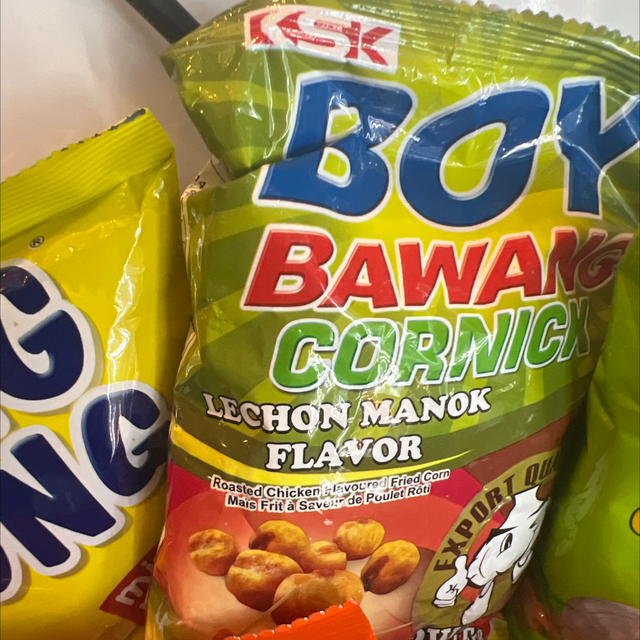 KSK
BOY
BAWANG
CORNICK
LECHON MANOK
FLAVOR
Roasted Chicken Flavoured Fried Corn
Maïs Frit à Saveur de Poulet Rôti
EXPORT
G
NG
®